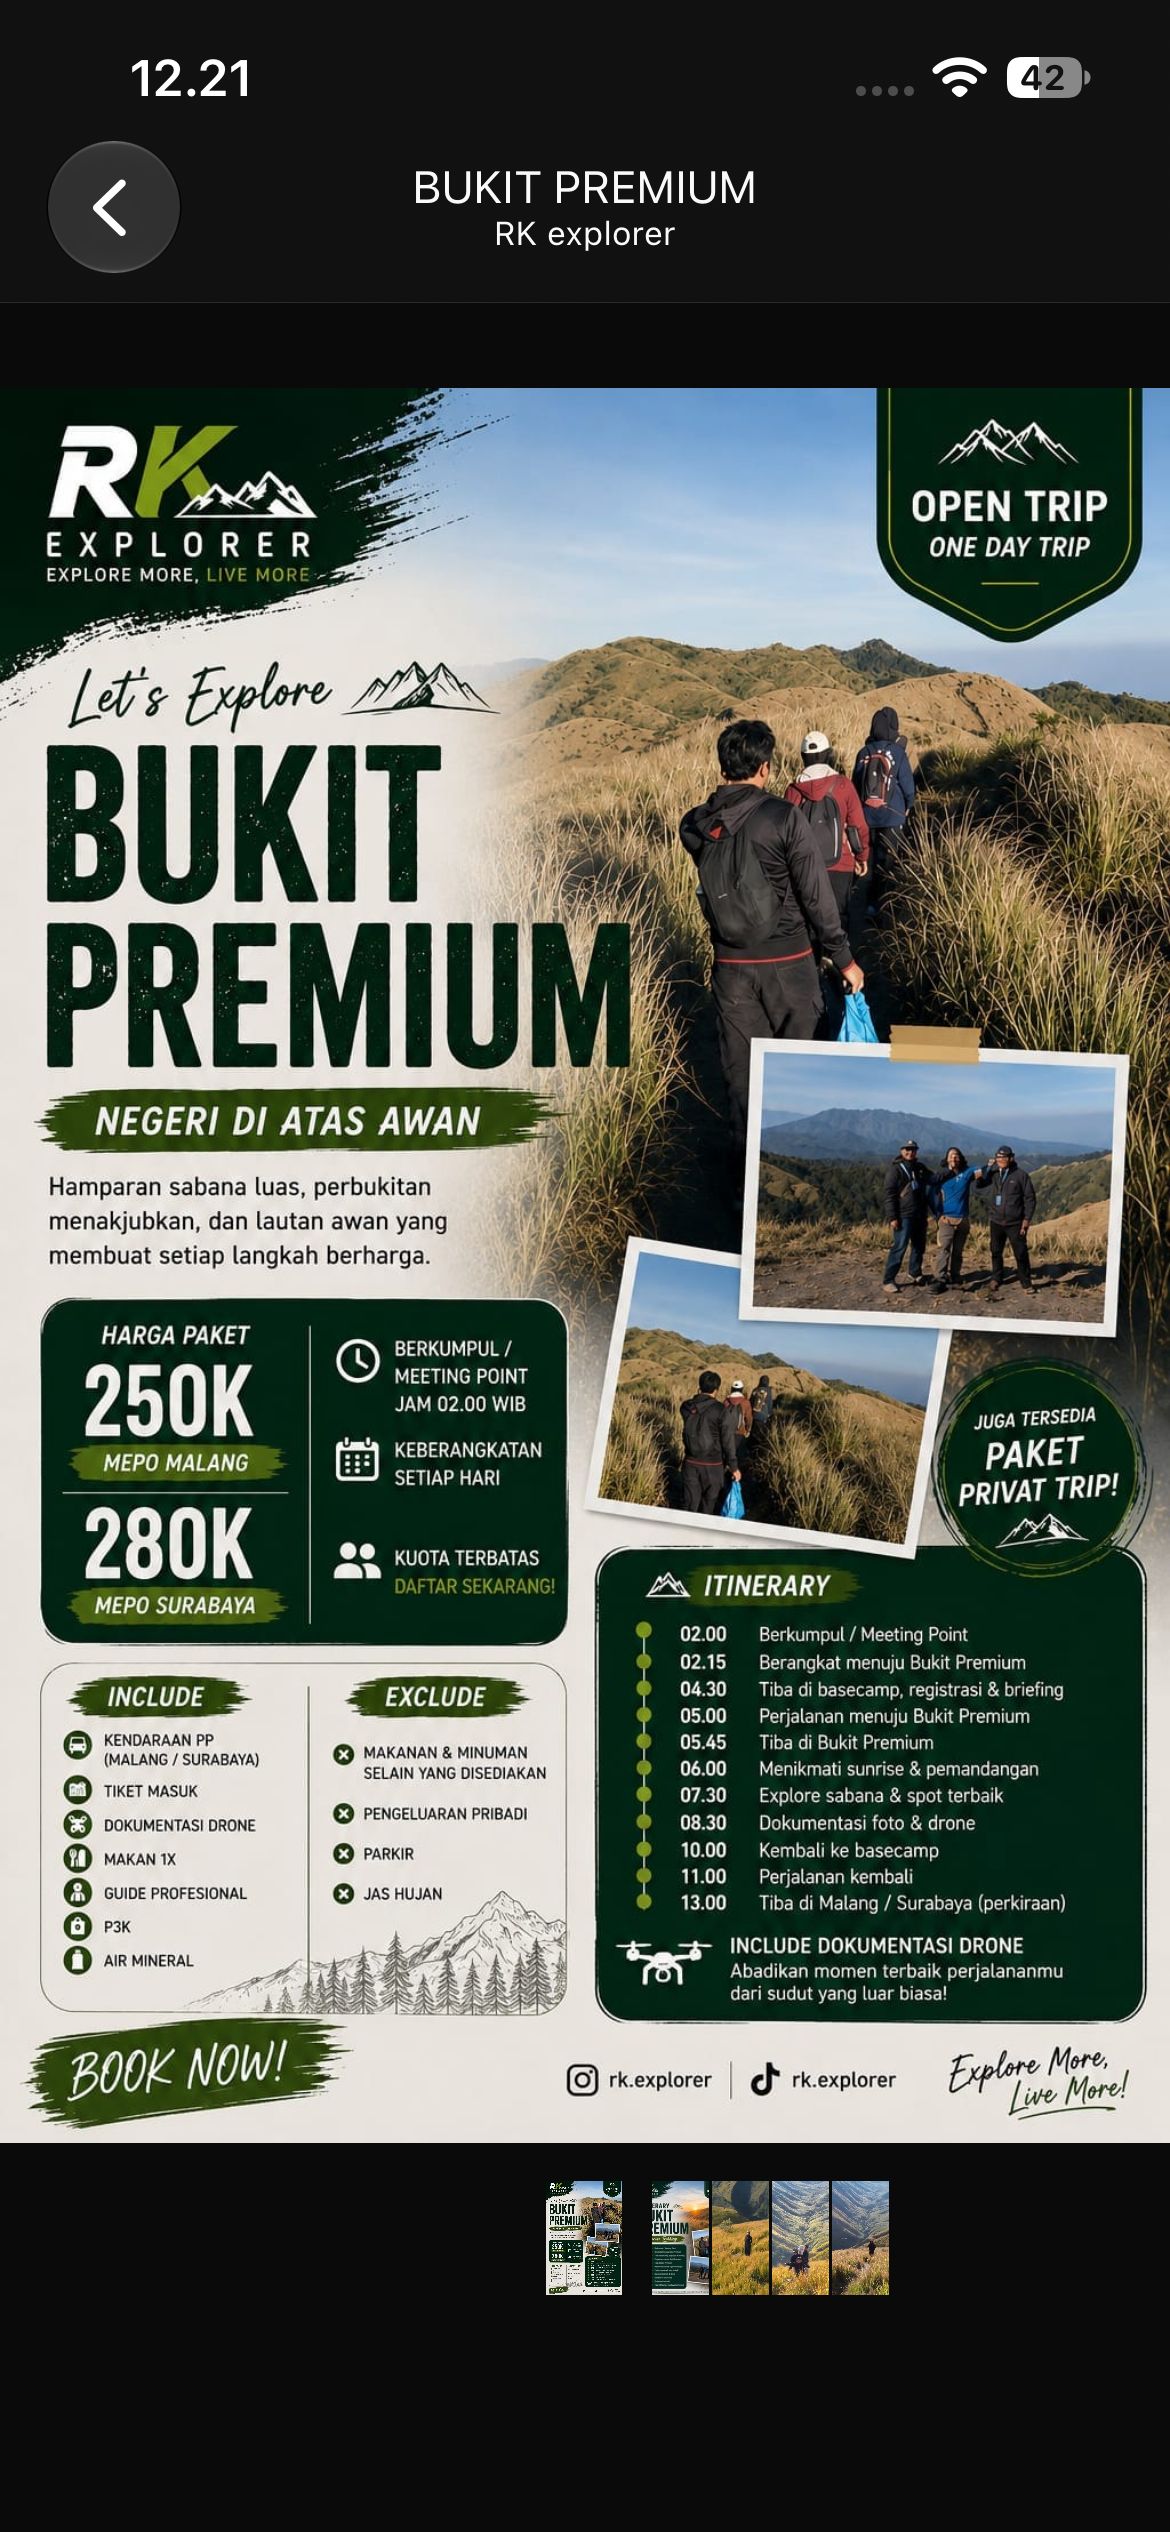 12.21
42
BUKIT PREMIUM
RK explorer
RK
EXPLORER
EXPLORE MORE, LIVE MORE
OPEN TRIP
ONE DAY TRIP
Let's Explore
BUKIT
PREMIUM
NEGERI DI ATAS AWAN
Hamparan sabana luas, perbukitan
menakjubkan, dan lautan awan yang
membuat setiap langkah berharga.
HARGA PAKET
250K
MEPO MALANG
280K
MEPO SURABAYA
BERKUMPUL /
MEETING POINT
JAM 02.00 WIB
KEBERANGKATAN
SETIAP HARI
KUOTA TERBATAS
DAFTAR SEKARANG!
JUGA TERSEDIA
PAKET
PRIVAT TRIP!
INCLUDE
KENDARAAN PP
(MALANG / SURABAYA)
TIKET MASUK
DOKUMENTASI DRONE
MAKAN 1X
GUIDE PROFESIONAL
P3K
AIR MINERAL
EXCLUDE
MAKANAN & MINUMAN
SELAIN YANG DISEDIAKAN
PENGELUARAN PRIBADI
PARKIR
JAS HUJAN
ITINERARY
02.00 Berkumpul / Meeting Point
02.15 Berangkat menuju Bukit Premium
04.30 Tiba di basecamp, registrasi & briefing
05.00 Perjalanan menuju Bukit Premium
05.45 Tiba di Bukit Premium
06.00 Menikmati sunrise & pemandangan
07.30 Explore sabana & spot terbaik
08.30 Dokumentasi foto & drone
10.00 Kembali ke basecamp
11.00 Perjalanan kembali
13.00 Tiba di Malang / Surabaya (perkiraan)
INCLUDE DOKUMENTASI DRONE
Abadikan momen terbaik perjalananmu
dari sudut yang luar biasa!
BOOK NOW!
rk.explorer
rk.explorer
Explore More,
Live More!
BUKIT
PREMIUM